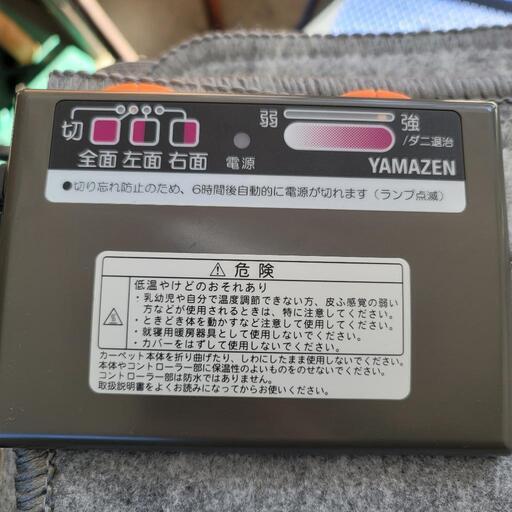 切 弱 強
/ダニ退治
全面 左面 右面 電源 YAMAZEN
●切り忘れ防止のため、6時間後自動的に電源が切れます（ランプ点滅）
危険
低温やけどのおそれあり
・乳幼児や自分で温度調節できない方、皮ふ感覚の弱い
方などが使用されるときは、特に注意してください。
・ときどき体を動かすなど注意して使用してください。
・就寝用暖房器具として使用しないでください。
・カバーをはずして使用しないでください。
カーペット本体を折り曲げたり、しわにしたまま使用しないでください。
本体やコントローラー部に保温性のよいものをのせないでください。
コントローラー部は防水ではありません。
取扱説明書をよくお読みになってからお使いください。